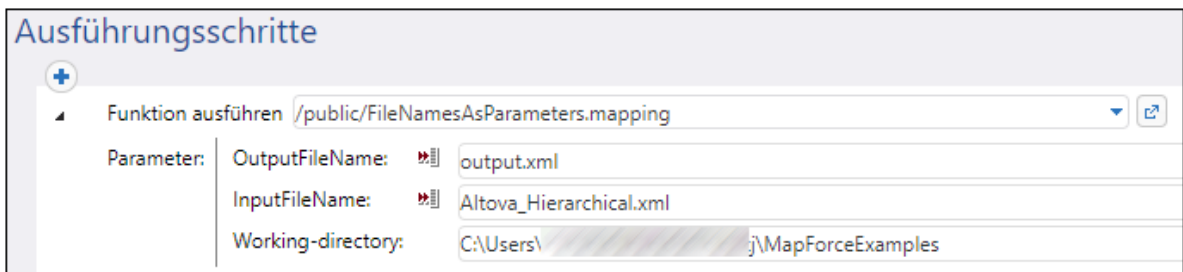 Ausführungsschritte
Funktion ausführen /public/FileNamesAsParameters.mapping
Parameter: OutputFileName: output.xml
InputFileName: Altova_Hierarchical.xml
Working-directory: C:\Users\ j\MapForceExamples